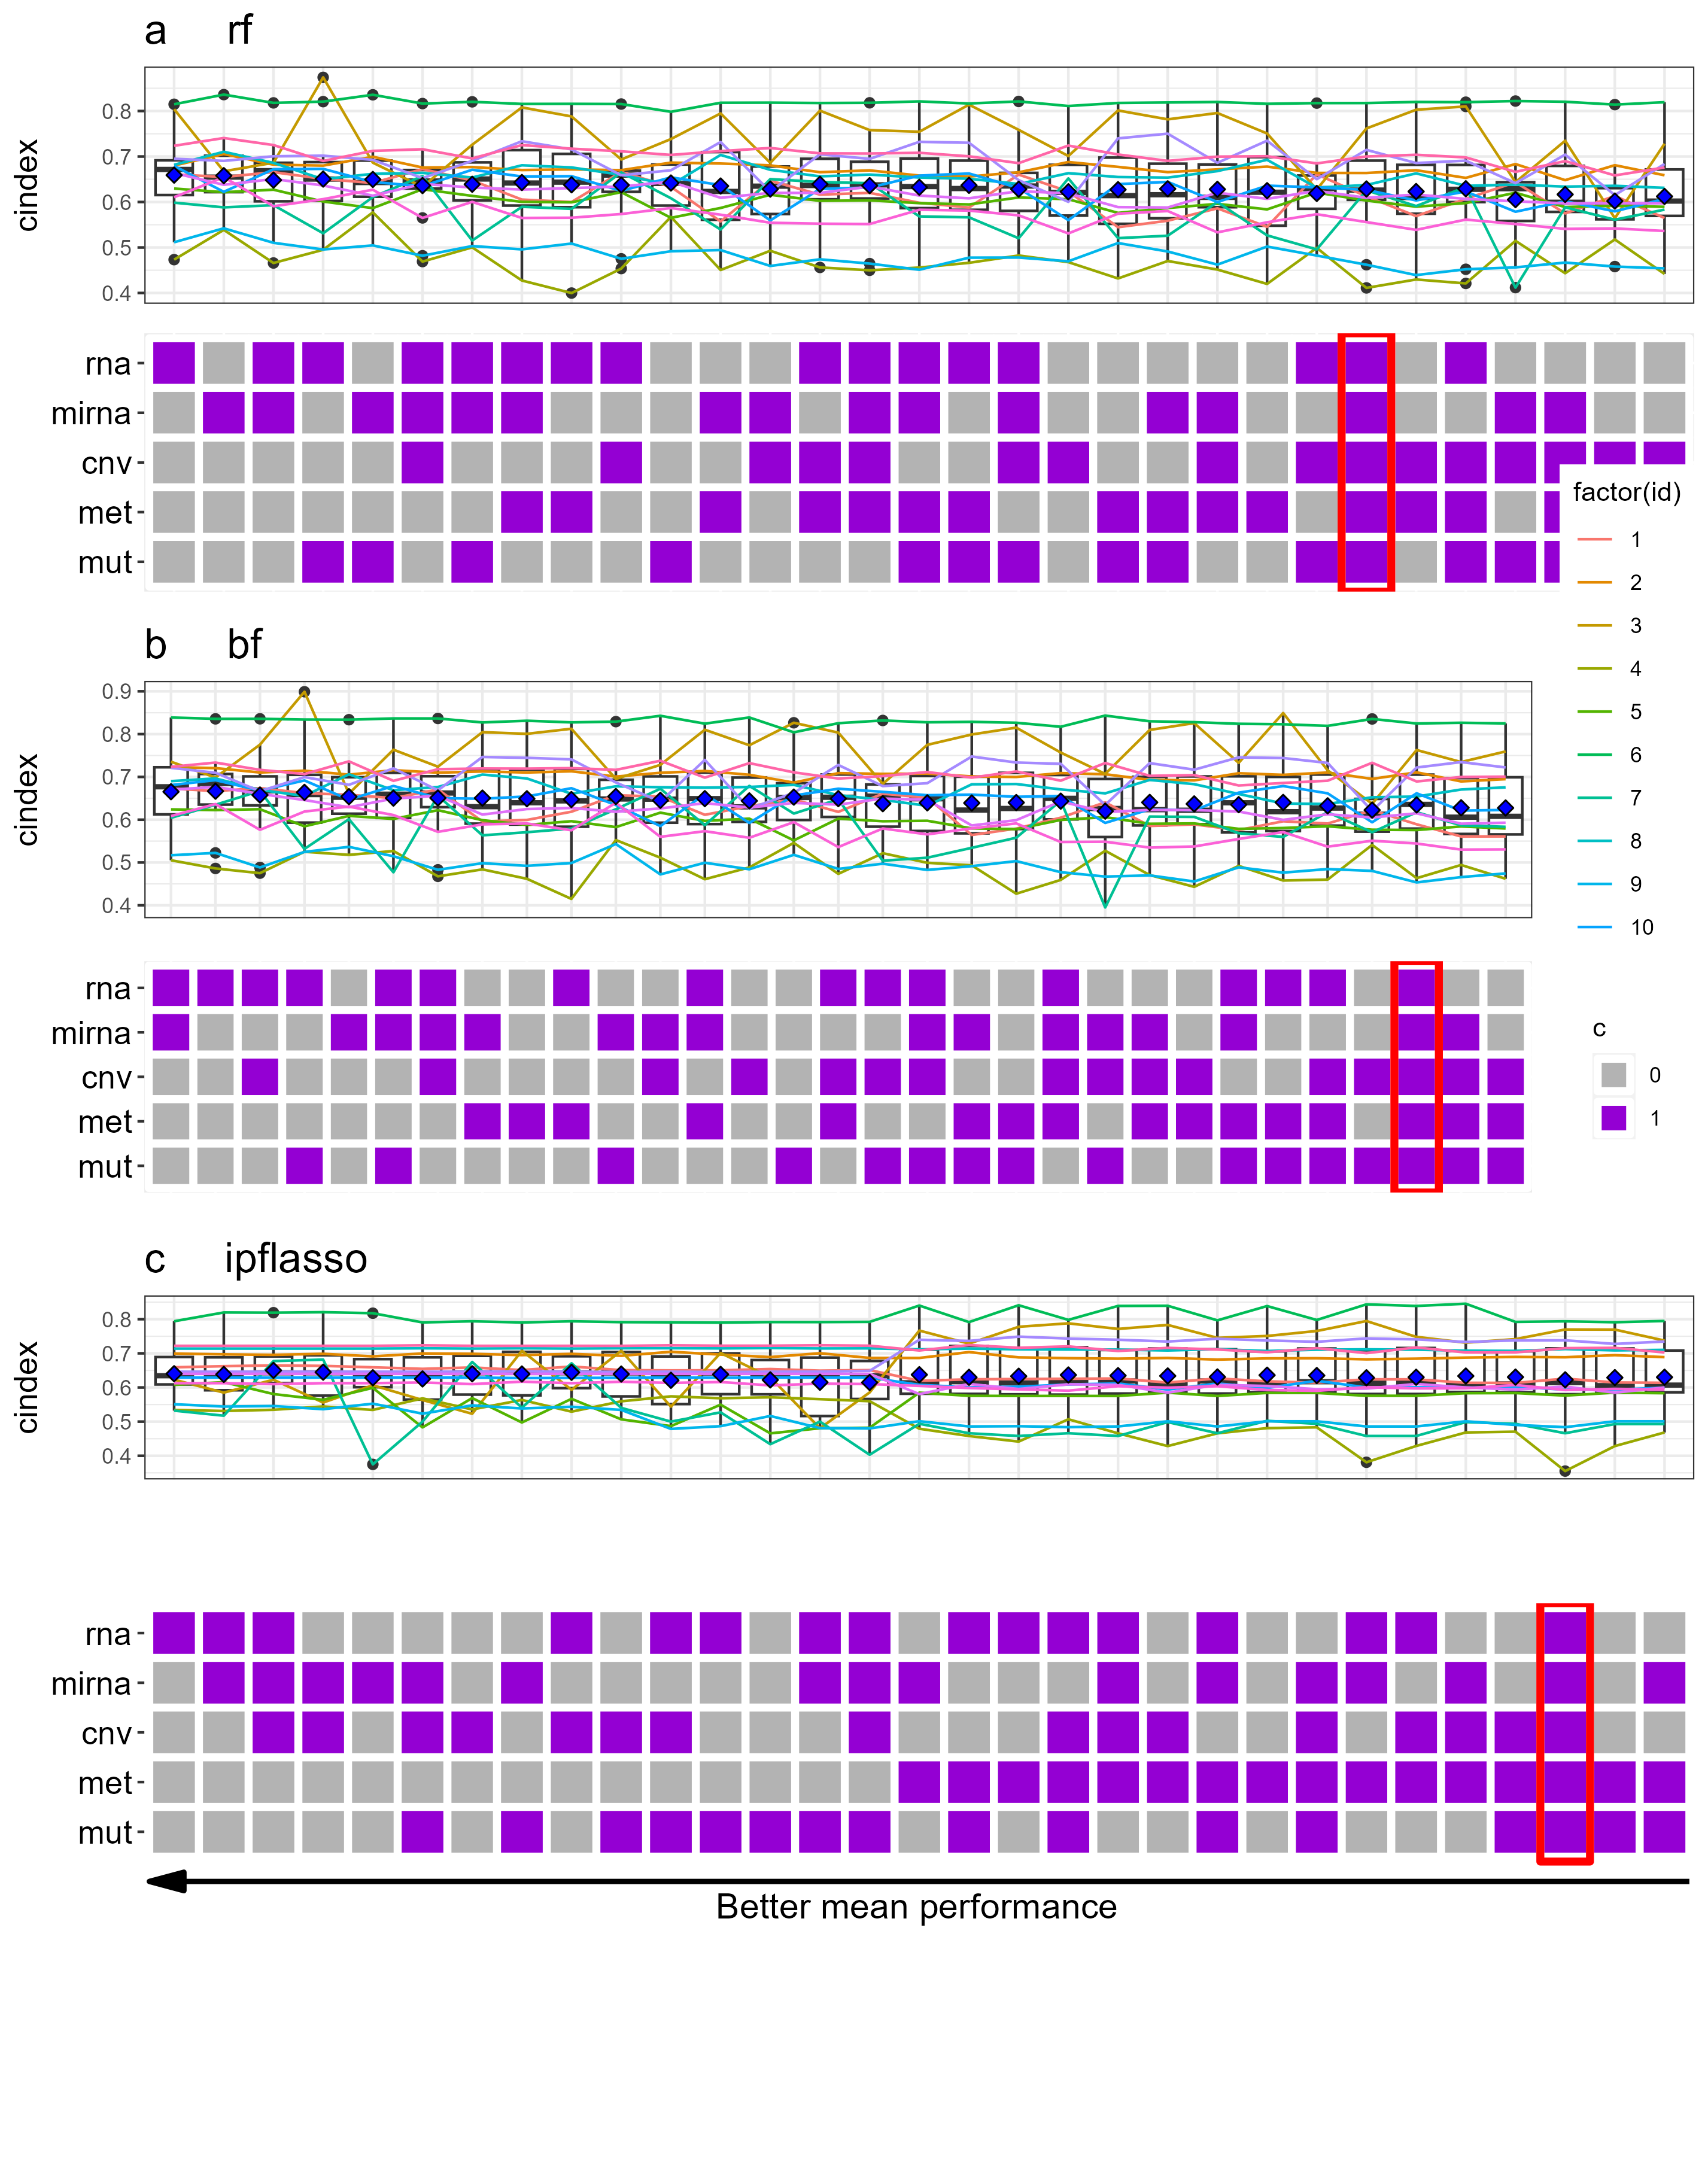 a rf
cindex
0.8
0.7
0.6
0.5
0.4
rna
mirna
cnv
met
mut
factor(id)
1
2
3
4
5
6
7
8
9
10
b bf
cindex
0.9
0.8
0.7
0.6
0.5
0.4
rna
mirna
cnv
met
mut
c
0
1
c ipflasso
cindex
0.8
0.7
0.6
0.5
0.4
rna
mirna
cnv
met
mut
Better mean performance